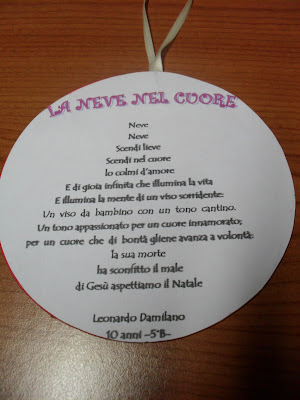 LA NEVE NEL CUORE
Neve
Neve
Scendi lieve
Scendi nel cuore
lo colmi d'amore
E di gioia infinita che illumina la vita
E illumina la mente di un viso sorridente:
Un viso da bambino con un tono cantino.
Un tono appassionato per un cuore innamorato;
per un cuore che di bontà gliene avanza a volontà:
la sua morte
ha sconfitto il male
di Gesù aspettiamo il Natale
Leonardo Damilano
10 anni –5^B–